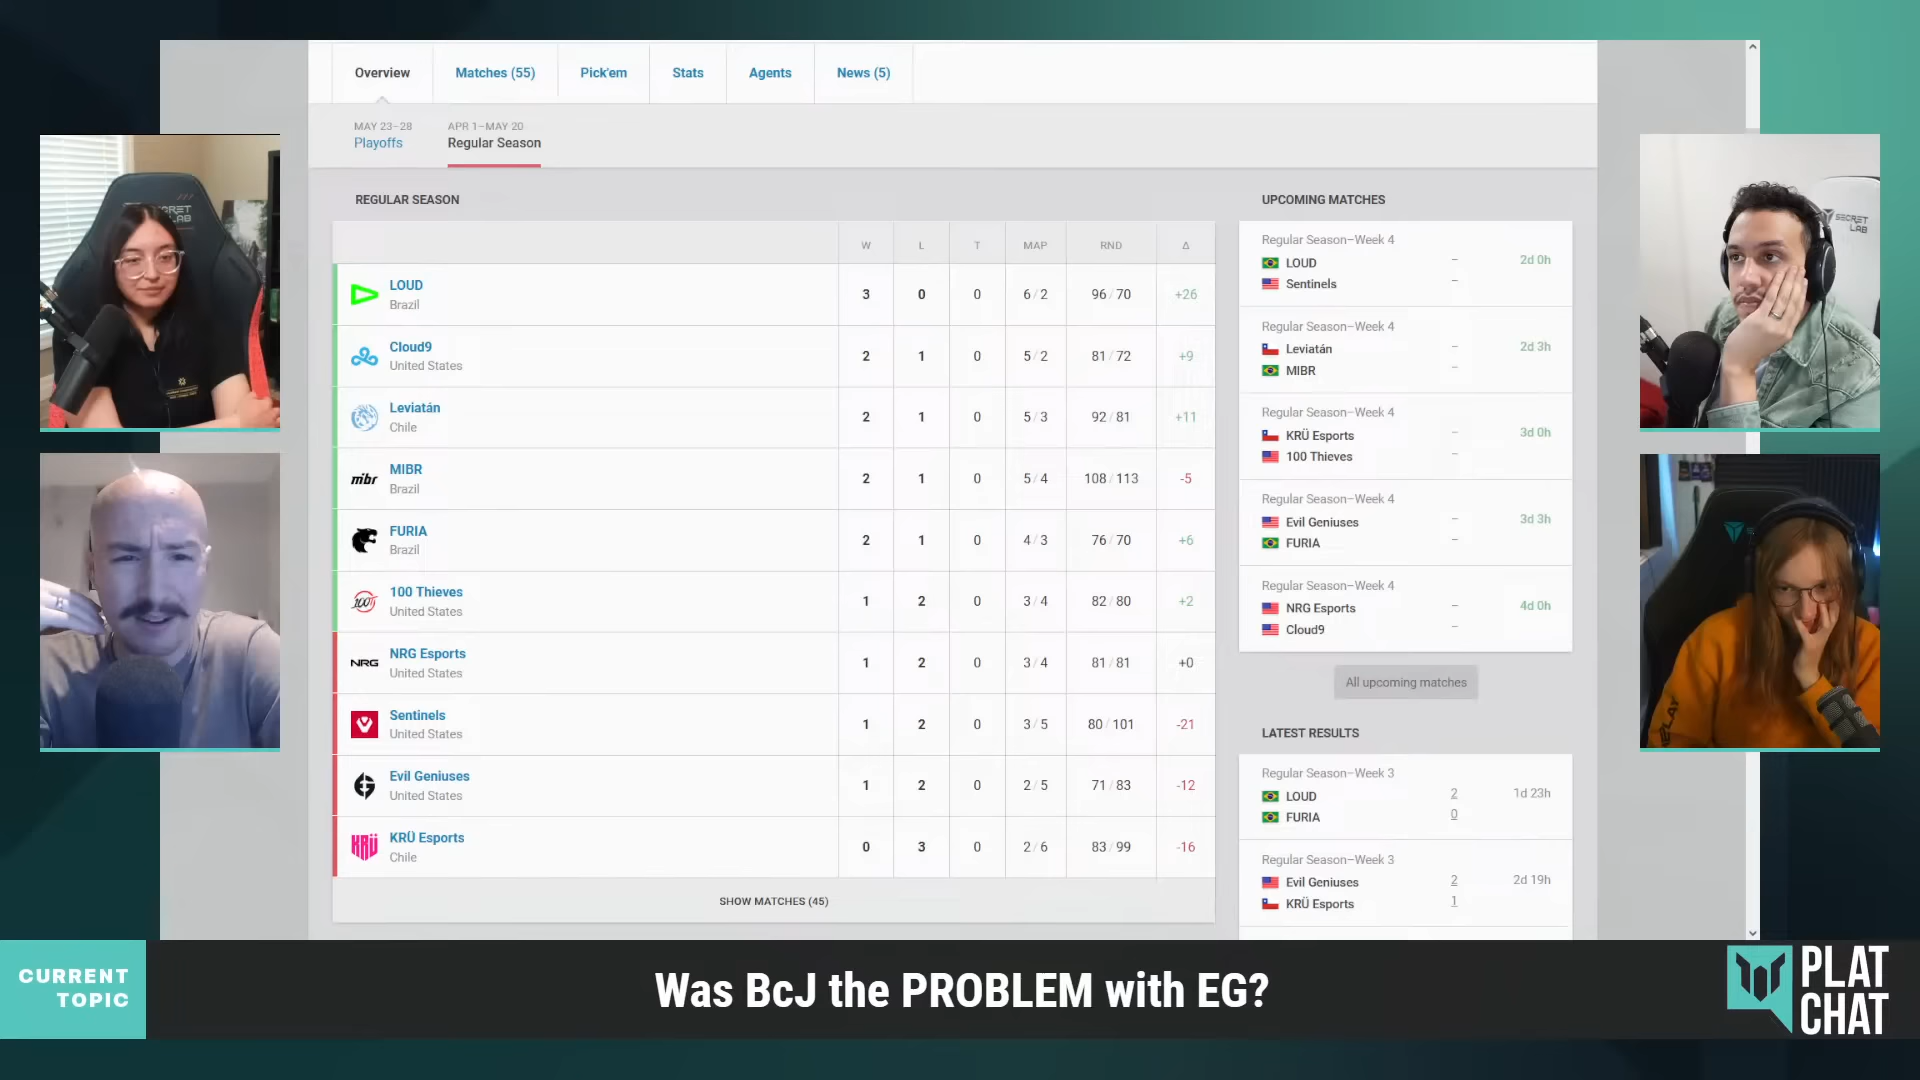 Overview
Matches (55)
Pick'em
Stats
Agents
News (5)
MAY 23–28
Playoffs
APR 1–MAY 20
Regular Season
REGULAR SEASON
W L T MAP RND Δ
LOUD
Brazil
3 0 0 6 / 2 96 / 70 +26
Cloud9
United States
2 1 0 5 / 2 81 / 72 +9
Leviatán
Chile
2 1 0 5 / 3 92 / 81 +11
mibr
MIBR
Brazil
2 1 0 5 / 4 108 / 113 -5
FURIA
Brazil
2 1 0 4 / 3 76 / 70 +6
100T
100 Thieves
United States
1 2 0 3 / 4 82 / 80 +2
NRG
NRG Esports
United States
1 2 0 3 / 4 81 / 81 +0
Sentinels
United States
1 2 0 3 / 5 80 / 101 -21
Evil Geniuses
United States
1 2 0 2 / 5 71 / 83 -12
KRÜ
KRÜ Esports
Chile
0 3 0 2 / 6 83 / 99 -16
SHOW MATCHES (45)
UPCOMING MATCHES
Regular Season–Week 4
LOUD –
Sentinels –
2d 0h
Regular Season–Week 4
Leviatán –
MIBR –
2d 3h
Regular Season–Week 4
KRÜ Esports –
100 Thieves –
3d 0h
Regular Season–Week 4
Evil Geniuses –
FURIA –
3d 3h
Regular Season–Week 4
NRG Esports –
Cloud9 –
4d 0h
All upcoming matches
LATEST RESULTS
Regular Season–Week 3
LOUD 2
FURIA 0
1d 23h
Regular Season–Week 3
Evil Geniuses 2
KRÜ Esports 1
2d 19h
SECRET
LAB
CURRENT
TOPIC
Was BcJ the PROBLEM with EG?
PLAT
CHAT